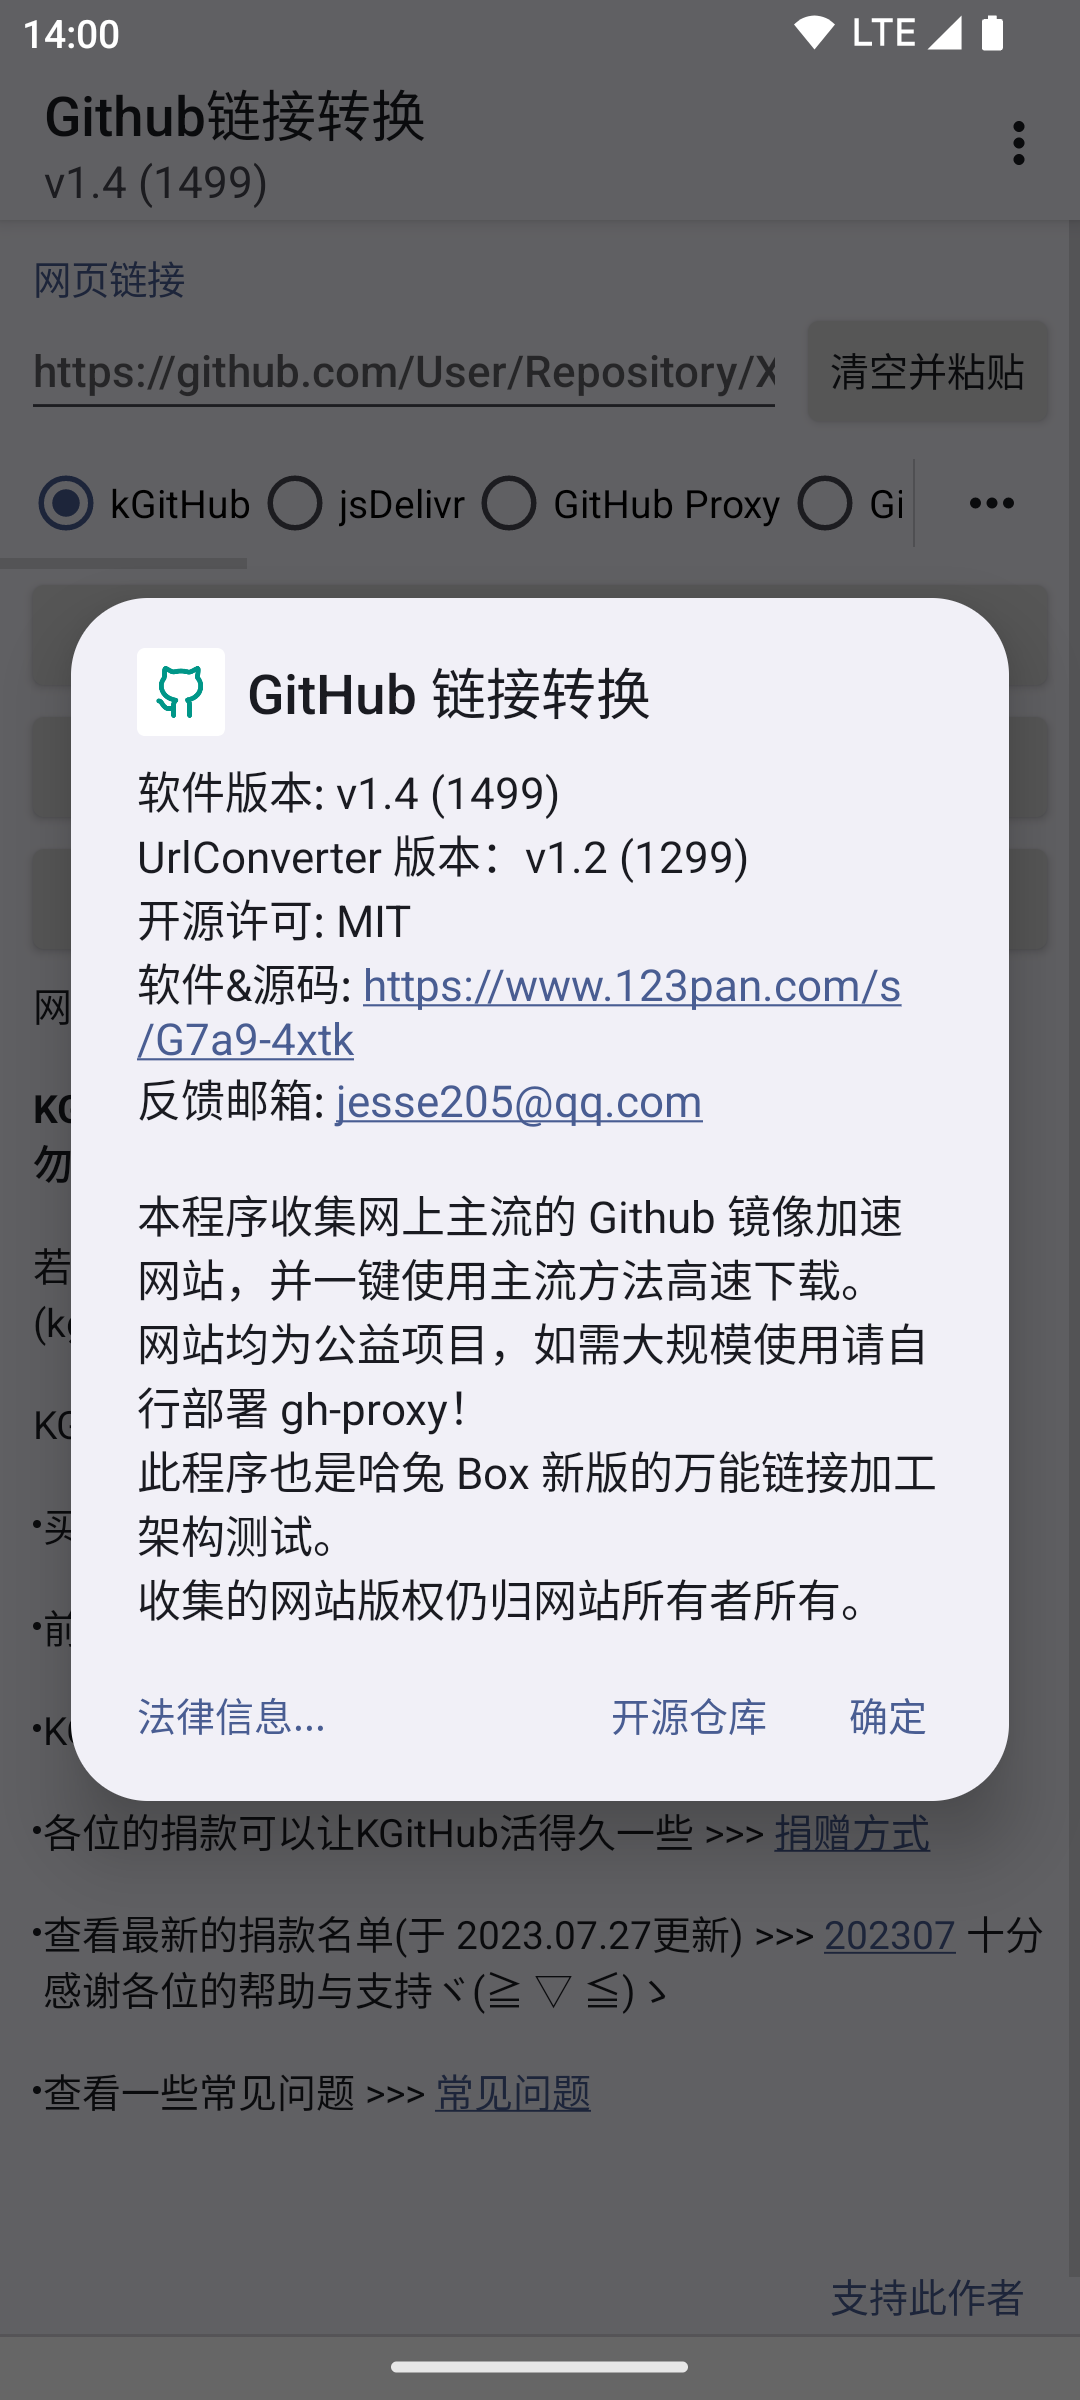 14:00
LTE
Github链接转换
v1.4 (1499)
网页链接
https://github.com/User/Repository/X
清空并粘贴
kGitHub jsDelivr GitHub Proxy Gi
GitHub 链接转换
软件版本: v1.4 (1499)
UrlConverter 版本：v1.2 (1299)
开源许可: MIT
软件&源码: https://www.123pan.com/s
/G7a9-4xtk
反馈邮箱: jesse205@qq.com
本程序收集网上主流的 Github 镜像加速
网站，并一键使用主流方法高速下载。
网站均为公益项目，如需大规模使用请自
行部署 gh-proxy！
此程序也是哈兔 Box 新版的万能链接加工
架构测试。
收集的网站版权仍归网站所有者所有。
法律信息...
开源仓库
确定
网
勿
若
•买
•前
•各位的捐款可以让KGitHub活得久一些 >>> 捐赠方式
•查看最新的捐款名单(于 2023.07.27更新) >>> 202307 十分
感谢各位的帮助与支持ヾ(≧ ▽ ≦)ゝ
•查看一些常见问题 >>> 常见问题
支持此作者